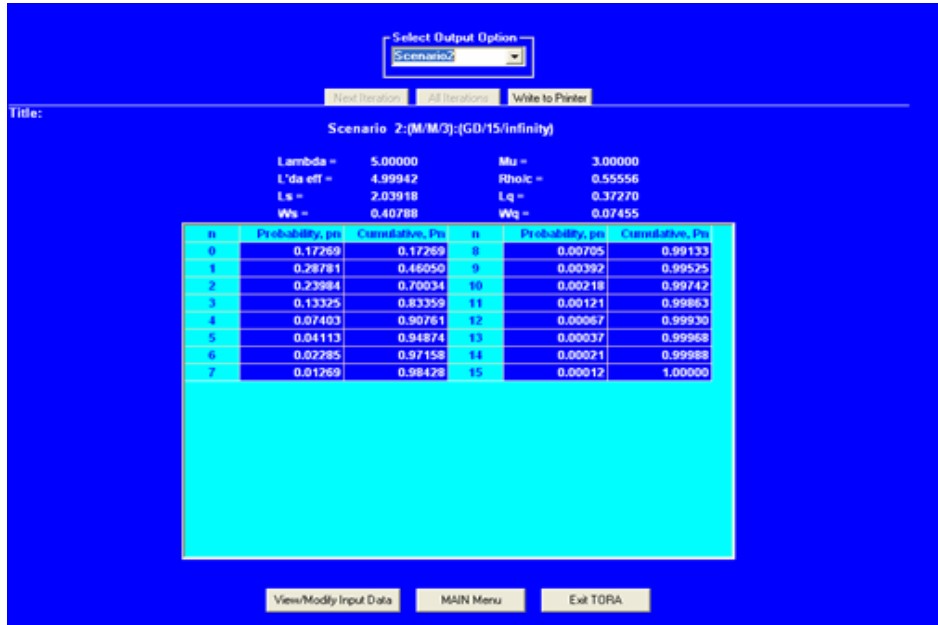 Select Output Option
Scenario2
Next Iteration All Iterations Write to Printer
Title:
Scenario 2:(M/M/3):(GD/15/infinity)
Lambda = 5.00000 Mu = 3.00000
L'da eff = 4.99942 Rho/c = 0.55556
Ls = 2.03918 Lq = 0.37270
Ws = 0.40788 Wq = 0.07455
n Probability, pn Cumulative, Pn n Probability, pn Cumulative, Pn
0 0.17269 0.17269 8 0.00705 0.99133
1 0.28781 0.46050 9 0.00392 0.99525
2 0.23984 0.70034 10 0.00218 0.99742
3 0.13325 0.83359 11 0.00121 0.99863
4 0.07403 0.90761 12 0.00067 0.99930
5 0.04113 0.94874 13 0.00037 0.99968
6 0.02285 0.97158 14 0.00021 0.99988
7 0.01269 0.98428 15 0.00012 1.00000
View/Modify Input Data MAIN Menu Exit TORA